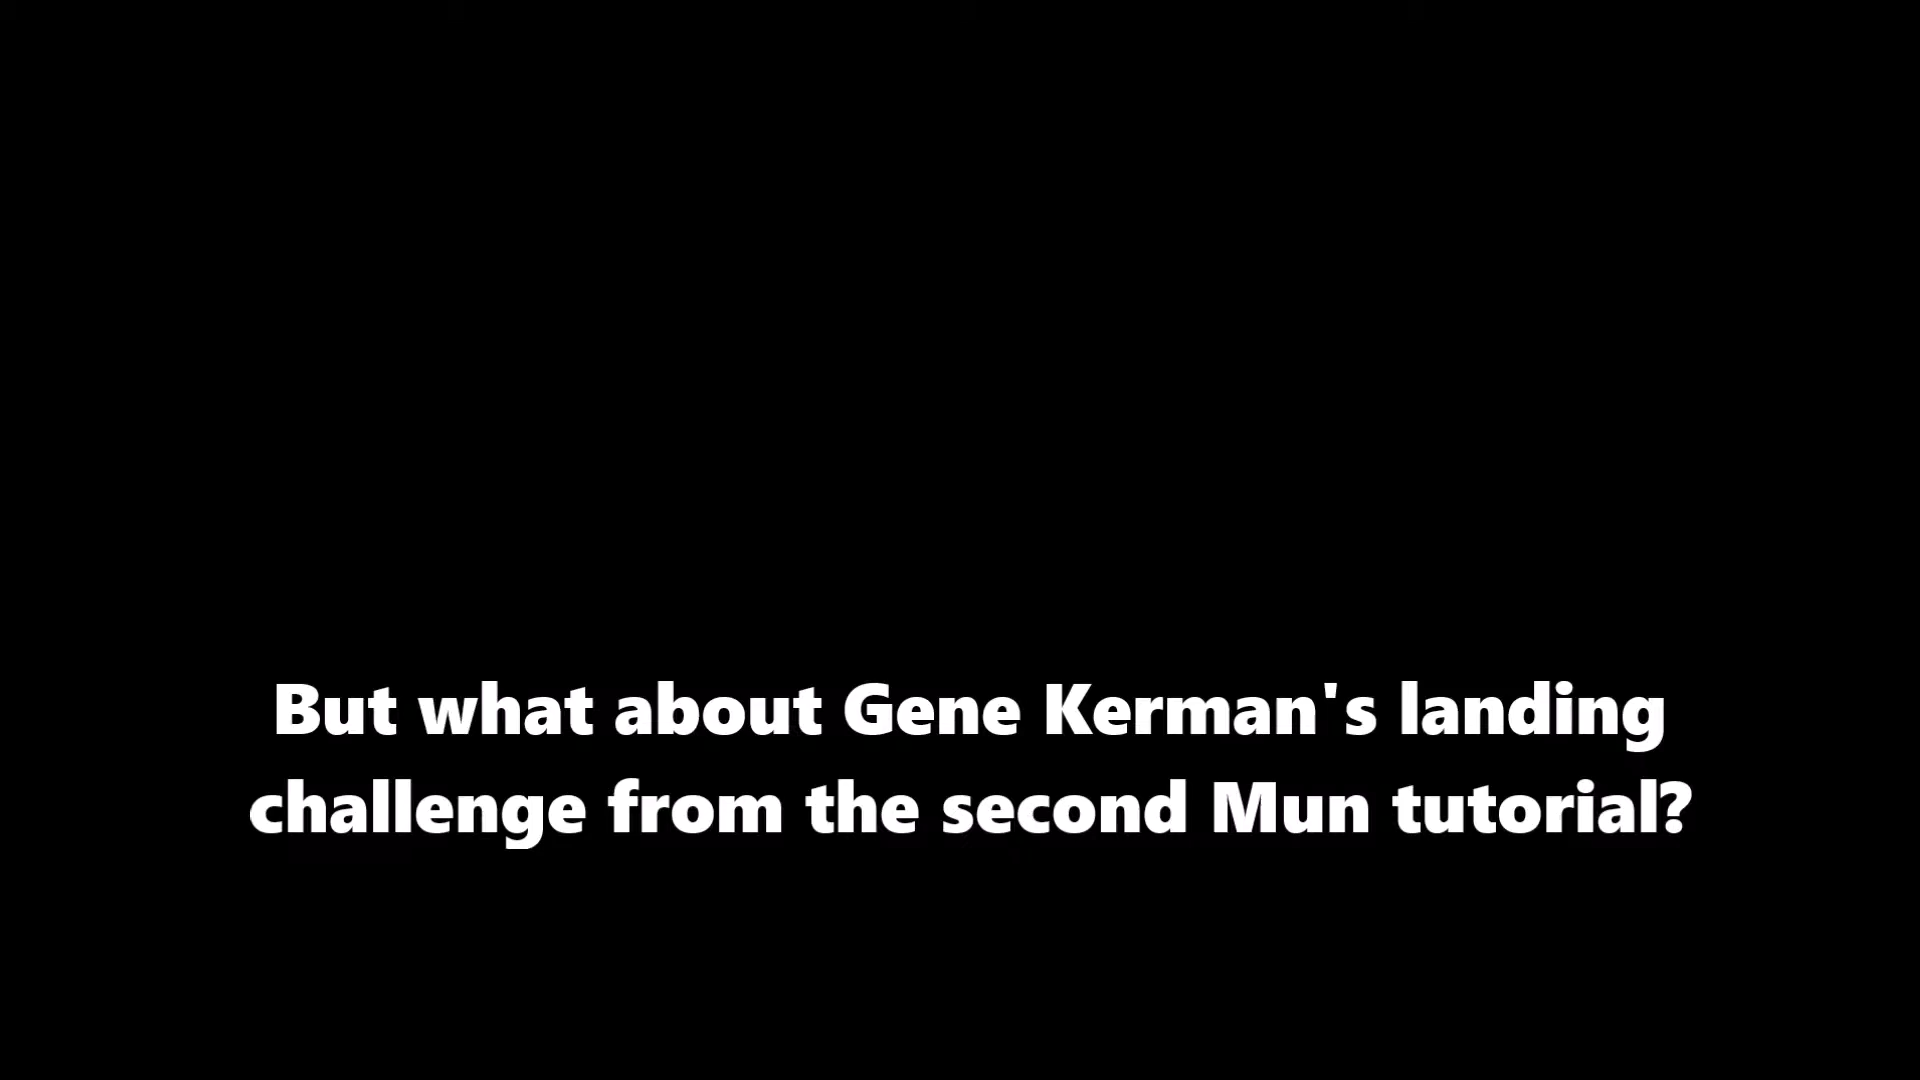 But what about Gene Kerman's landing
challenge from the second Mun tutorial?